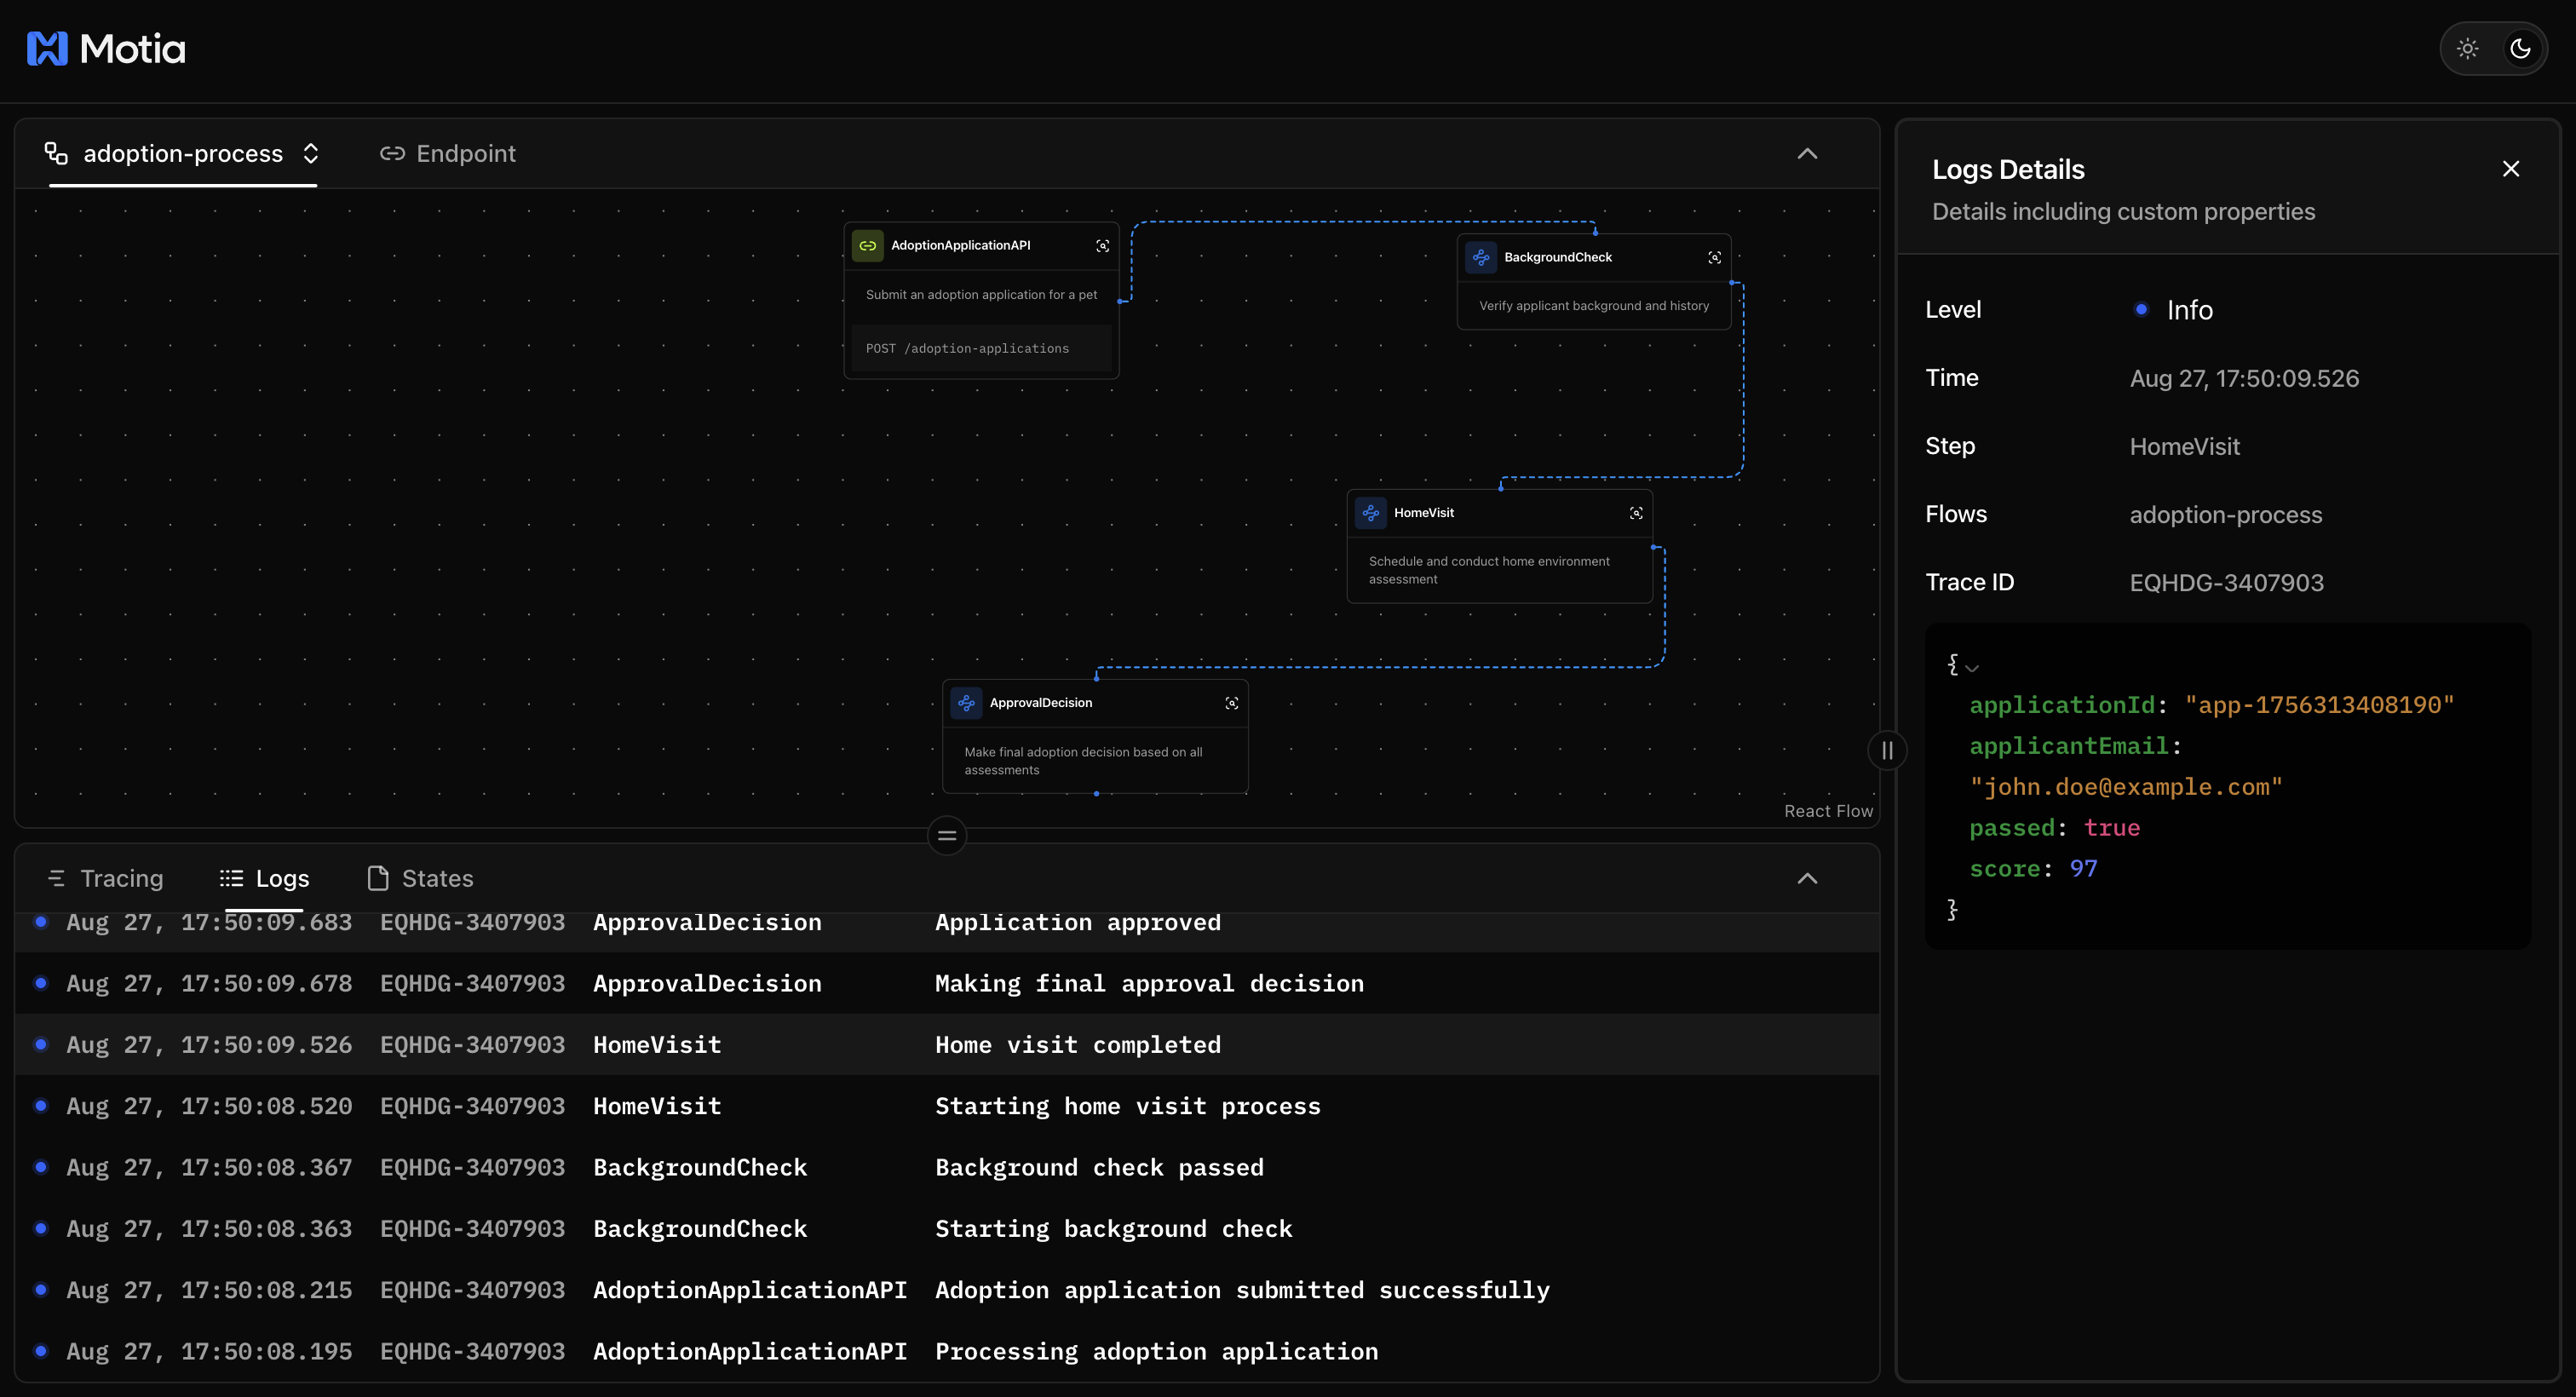 Motia
adoption-process
Endpoint
AdoptionApplicationAPI
Submit an adoption application for a pet
POST /adoption-applications
BackgroundCheck
Verify applicant background and history
HomeVisit
Schedule and conduct home environment
assessment
ApprovalDecision
Make final adoption decision based on all
assessments
React Flow
Tracing
Logs
States
Aug 27, 17:50:09.683 EQHDG-3407903 ApprovalDecision Application approved
Aug 27, 17:50:09.678 EQHDG-3407903 ApprovalDecision Making final approval decision
Aug 27, 17:50:09.526 EQHDG-3407903 HomeVisit Home visit completed
Aug 27, 17:50:08.520 EQHDG-3407903 HomeVisit Starting home visit process
Aug 27, 17:50:08.367 EQHDG-3407903 BackgroundCheck Background check passed
Aug 27, 17:50:08.363 EQHDG-3407903 BackgroundCheck Starting background check
Aug 27, 17:50:08.215 EQHDG-3407903 AdoptionApplicationAPI Adoption application submitted successfully
Aug 27, 17:50:08.195 EQHDG-3407903 AdoptionApplicationAPI Processing adoption application
Logs Details
Details including custom properties
Level Info
Time Aug 27, 17:50:09.526
Step HomeVisit
Flows adoption-process
Trace ID EQHDG-3407903
{
applicationId: "app-1756313408190"
applicantEmail:
"john.doe@example.com"
passed: true
score: 97
}